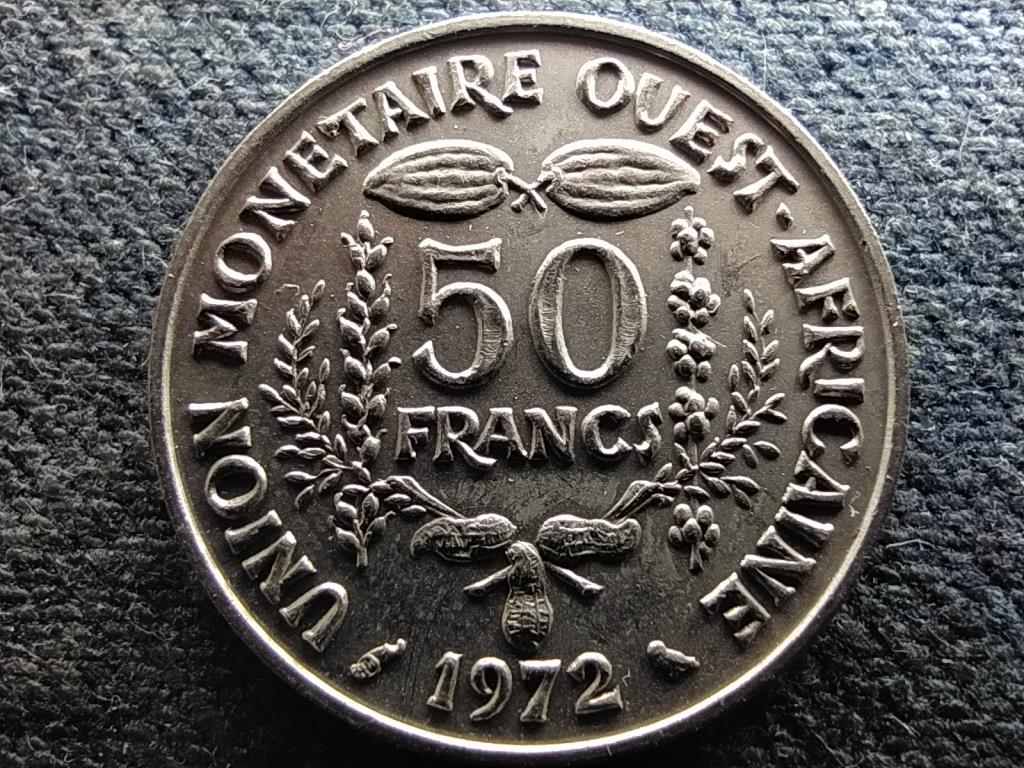 UNION MONETAIRE OUEST-AFRICAINE
50
FRANCS
1972